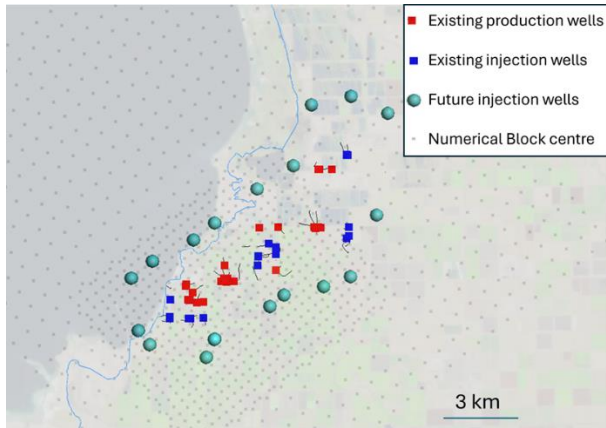 Existing production wells
Existing injection wells
Future injection wells
Numerical Block centre
3 km